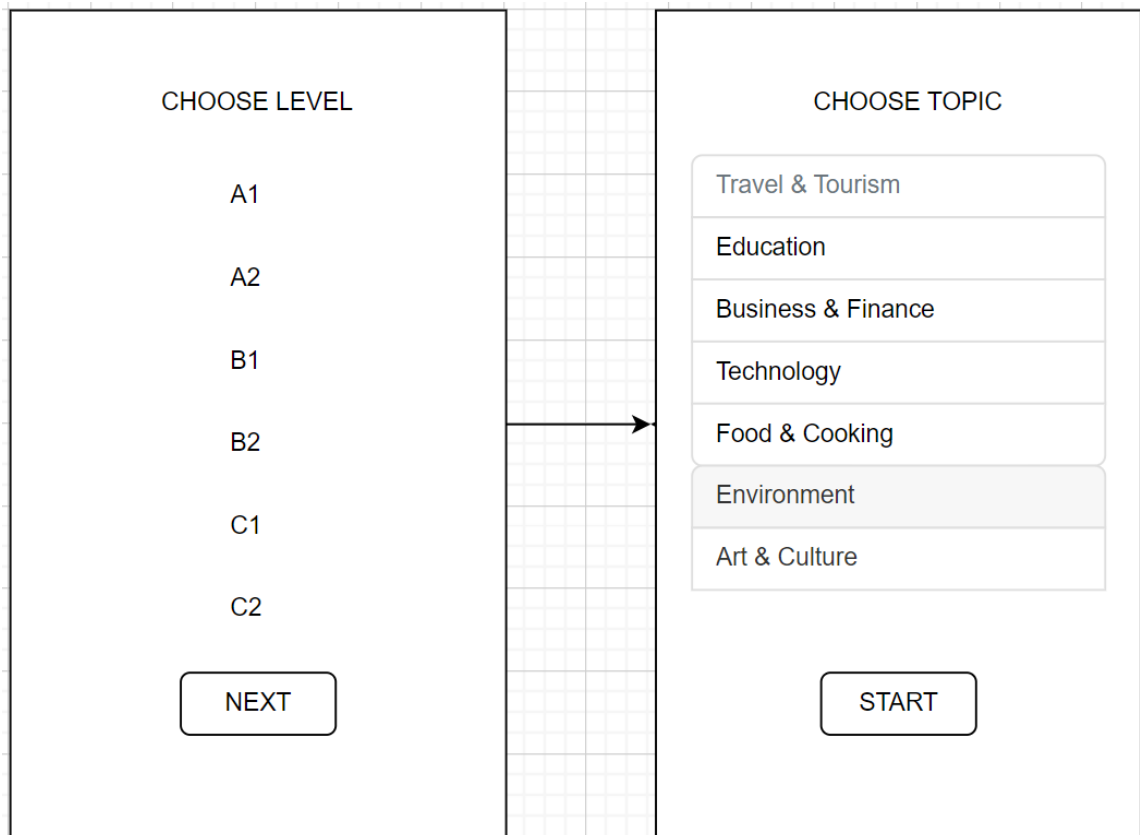 CHOOSE LEVEL
A1
A2
B1
B2
C1
C2
NEXT
CHOOSE TOPIC
Travel & Tourism
Education
Business & Finance
Technology
Food & Cooking
Environment
Art & Culture
START